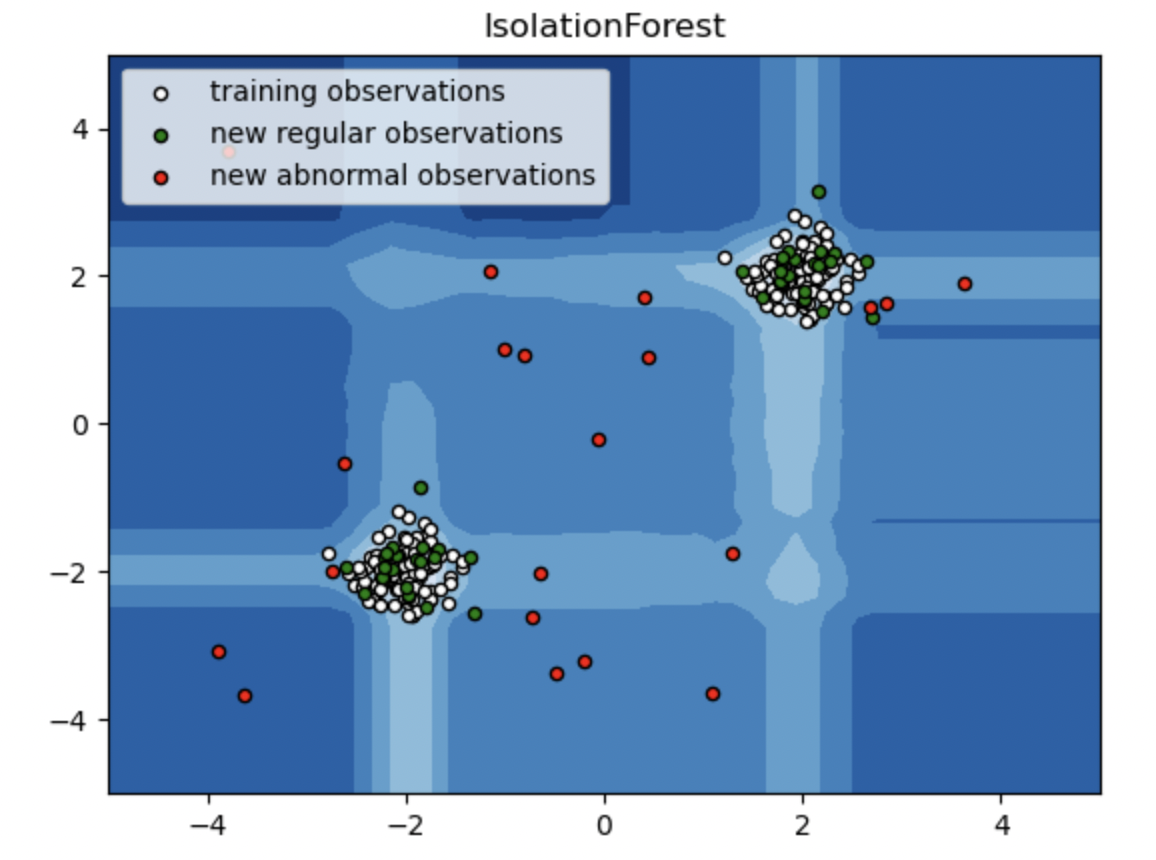 IsolationForest
training observations
new regular observations
new abnormal observations
4
2
0
−2
−4
−4 −2 0 2 4